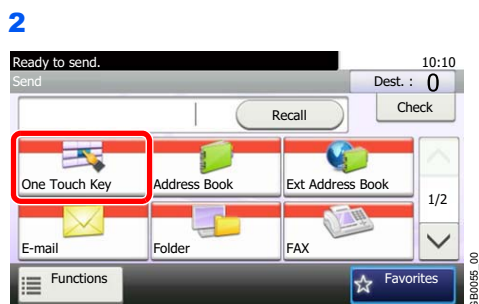 2
Ready to send. 10:10
Send Dest. : 0
Recall Check
One Touch Key Address Book Ext Address Book
1/2
E-mail Folder FAX
Functions Favorites